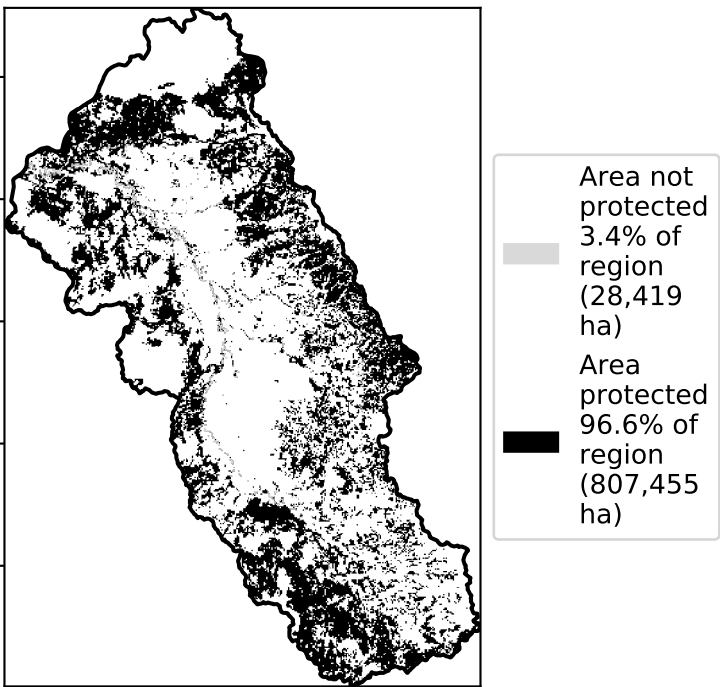 Area not
protected
3.4% of
region
(28,419
ha)
Area
protected
96.6% of
region
(807,455
ha)